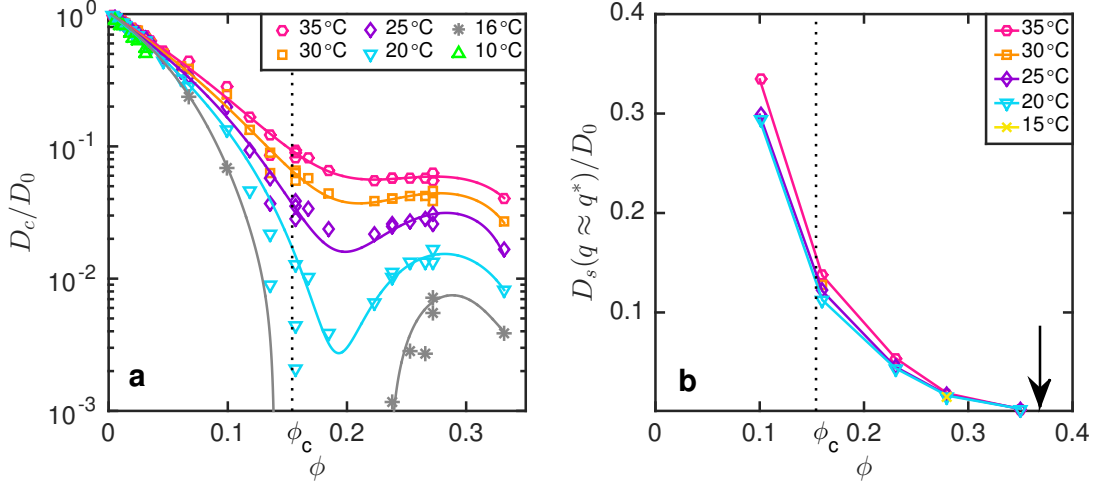 35°C 25°C 16°C
30°C 20°C 10°C
10⁰
10⁻¹
10⁻²
10⁻³
D_c/D_0
a
0 0.1 ϕ_c 0.2 0.3
ϕ
35°C
30°C
25°C
20°C
15°C
0.4
0.3
0.2
0.1
D_s(q ≈ q*)/D_0
b
0 0.1 ϕ_c 0.2 0.3 0.4
ϕ